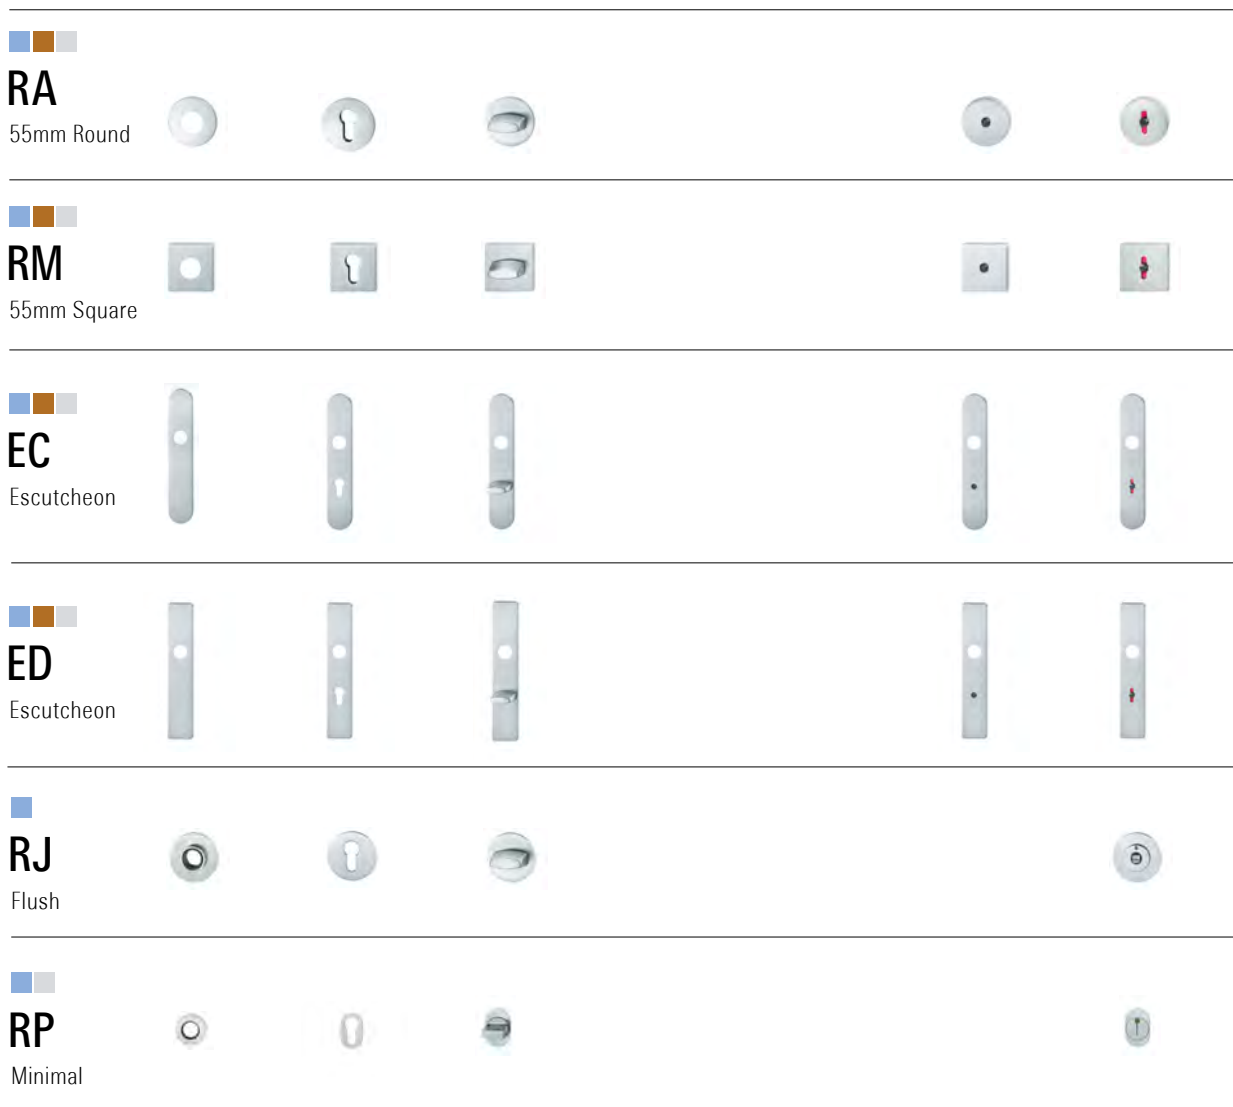 RA
55mm Round
RM
55mm Square
EC
Escutcheon
ED
Escutcheon
RJ
Flush
RP
Minimal